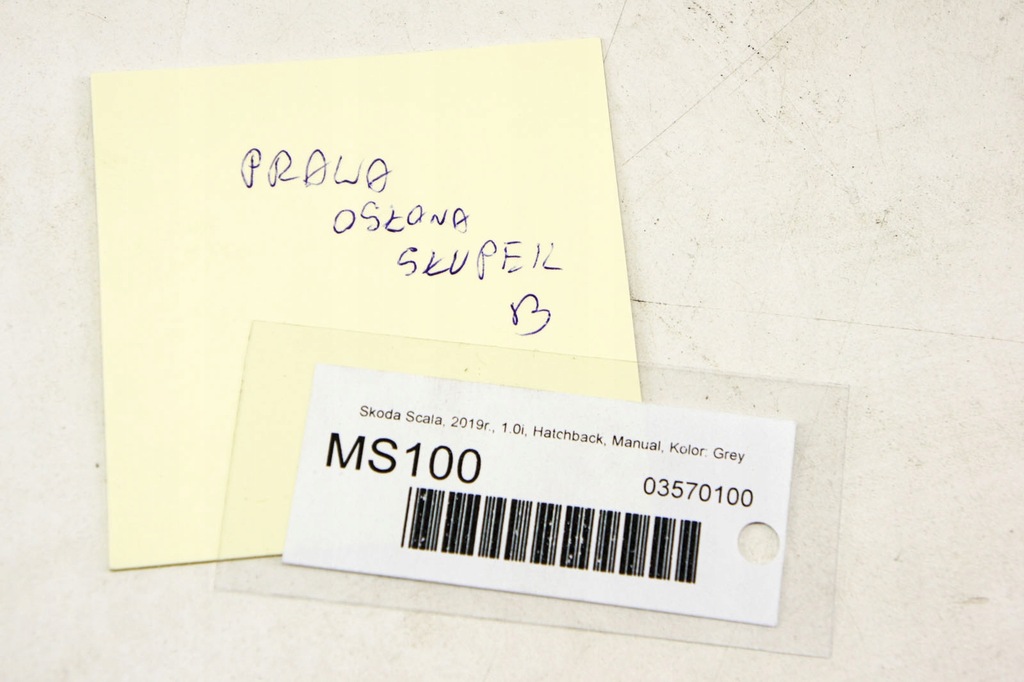 PRAWA
OSŁONA
SŁUPEK
B
Skoda Scala, 2019r., 1.0i, Hatchback, Manual, Kolor: Grey
MS100
03570100